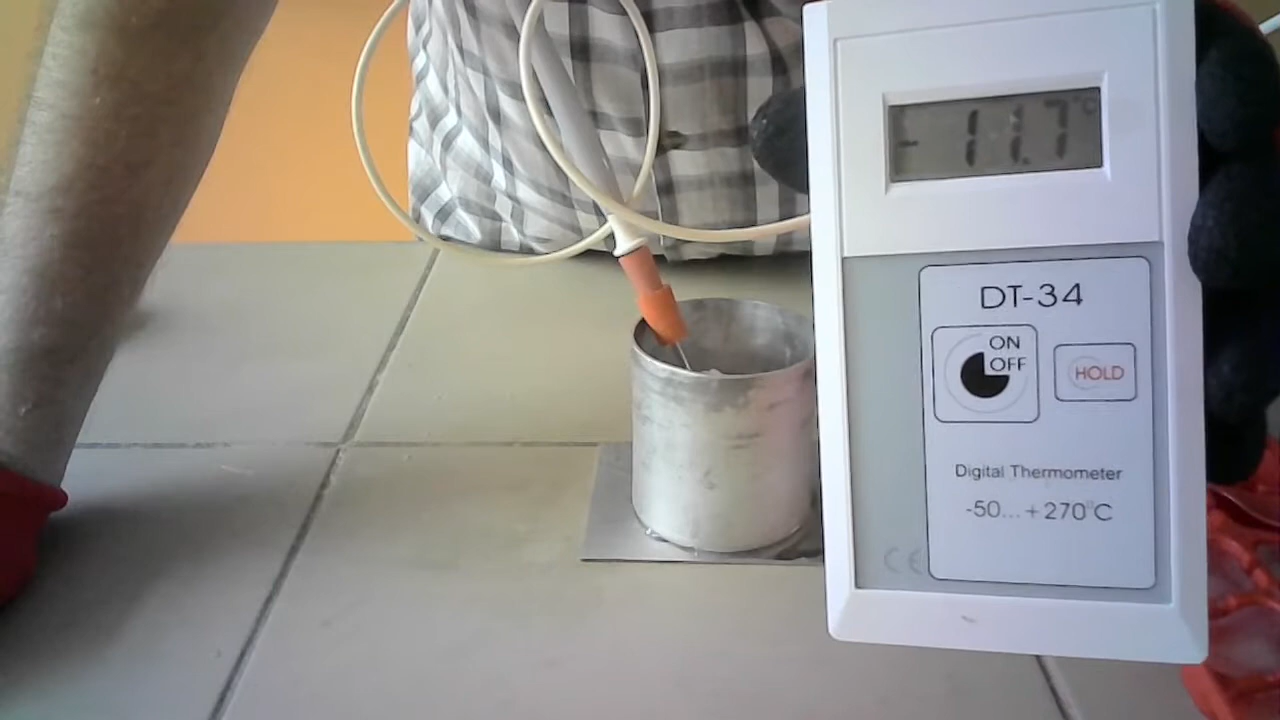 - 11.7°C
DT-34
ON
OFF
HOLD
Digital Thermometer
-50...+270°C
CE